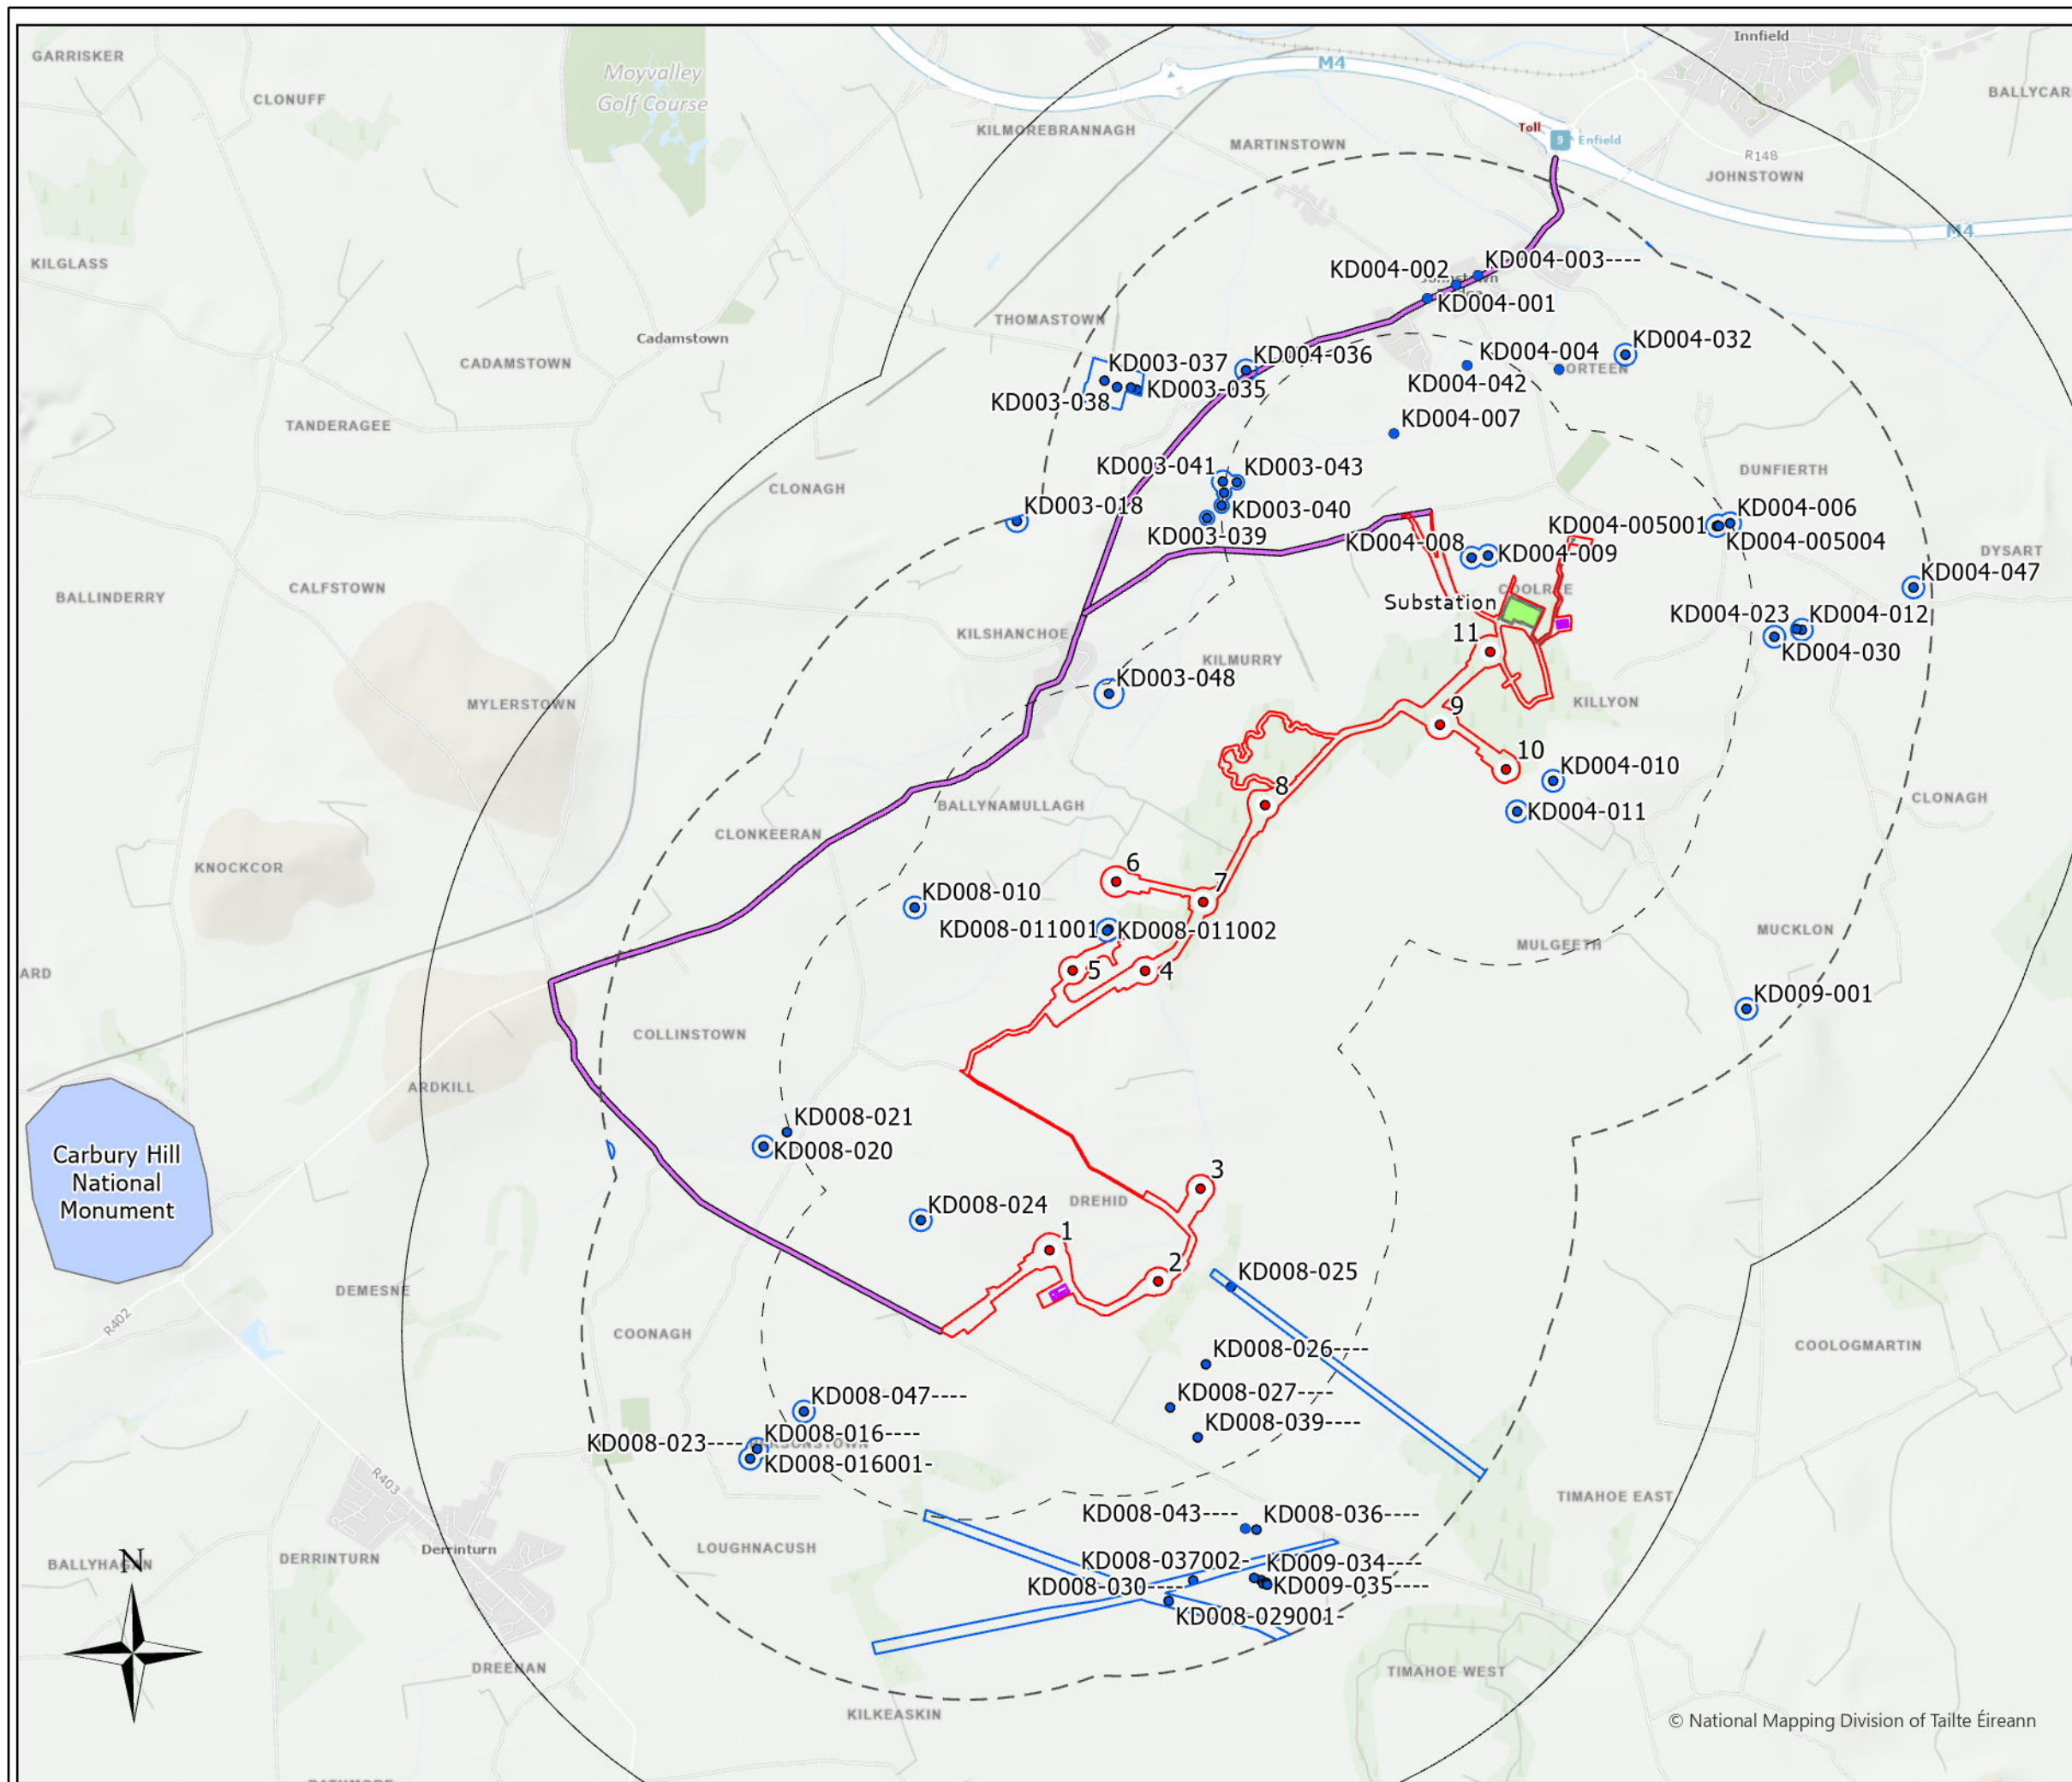 Innfield
GARRISKER
Moyvalley
Golf Course
M4
BALLYCAR
CLONUFF
Toll
9
Enfield
KILMOREBRANNAGH
MARTINSTOWN
R148
JOHNSTOWN
M4
KILGLASS
KD004-002
KD004-003----
KD004-001
THOMASTOWN
Cadamstown
CADAMSTOWN
KD003-037
KD004-036
KD004-004
KD004-032
KD003-038
KD003-035
KD004-042
ORTEEN
TANDERAGEE
KD004-007
KD003-041
KD003-043
DUNFIERTH
CLONAGH
KD003-018
KD003-040
KD004-006
KD003-039
KD004-008
KD004-005001
KD004-009
KD004-005004
DYSART
KD004-047
BALLINDERRY
CALFSTOWN
Substation
KD004-023
KD004-012
KILSHANCHOE
11
KD004-030
KILMURRY
KD003-048
MYLERSTOWN
KILLYON
9
10
KD004-010
BALLYNAMULLAGH
8
CLONAGH
KD004-011
CLONKEERAN
KNOCKCOR
6
7
KD008-010
KD008-011001
KD008-011002
MUCKLON
MULGEETH
ARD
5
4
KD009-001
COLLINSTOWN
ARDKILL
KD008-021
KD008-020
Carbury Hill
National
Monument
3
DREHID
KD008-024
1
2
KD008-025
DEMESNE
R402
COONAGH
COOLOGMARTIN
KD008-026----
KD008-047----
KD008-027----
KD008-039----
KD008-016----
KD008-023----
KD008-016001-
R403
TIMAHOE EAST
KD008-043----
KD008-036----
LOUGHNACUSH
Derrinturn
DERRINTURN
BALLYHAGAN
N
KD008-037002-
KD009-034----
KD008-030----
KD009-035----
KD008-029001-
DREENAN
TIMAHOE WEST
KILKEASKIN
© National Mapping Division of Tailte Éireann